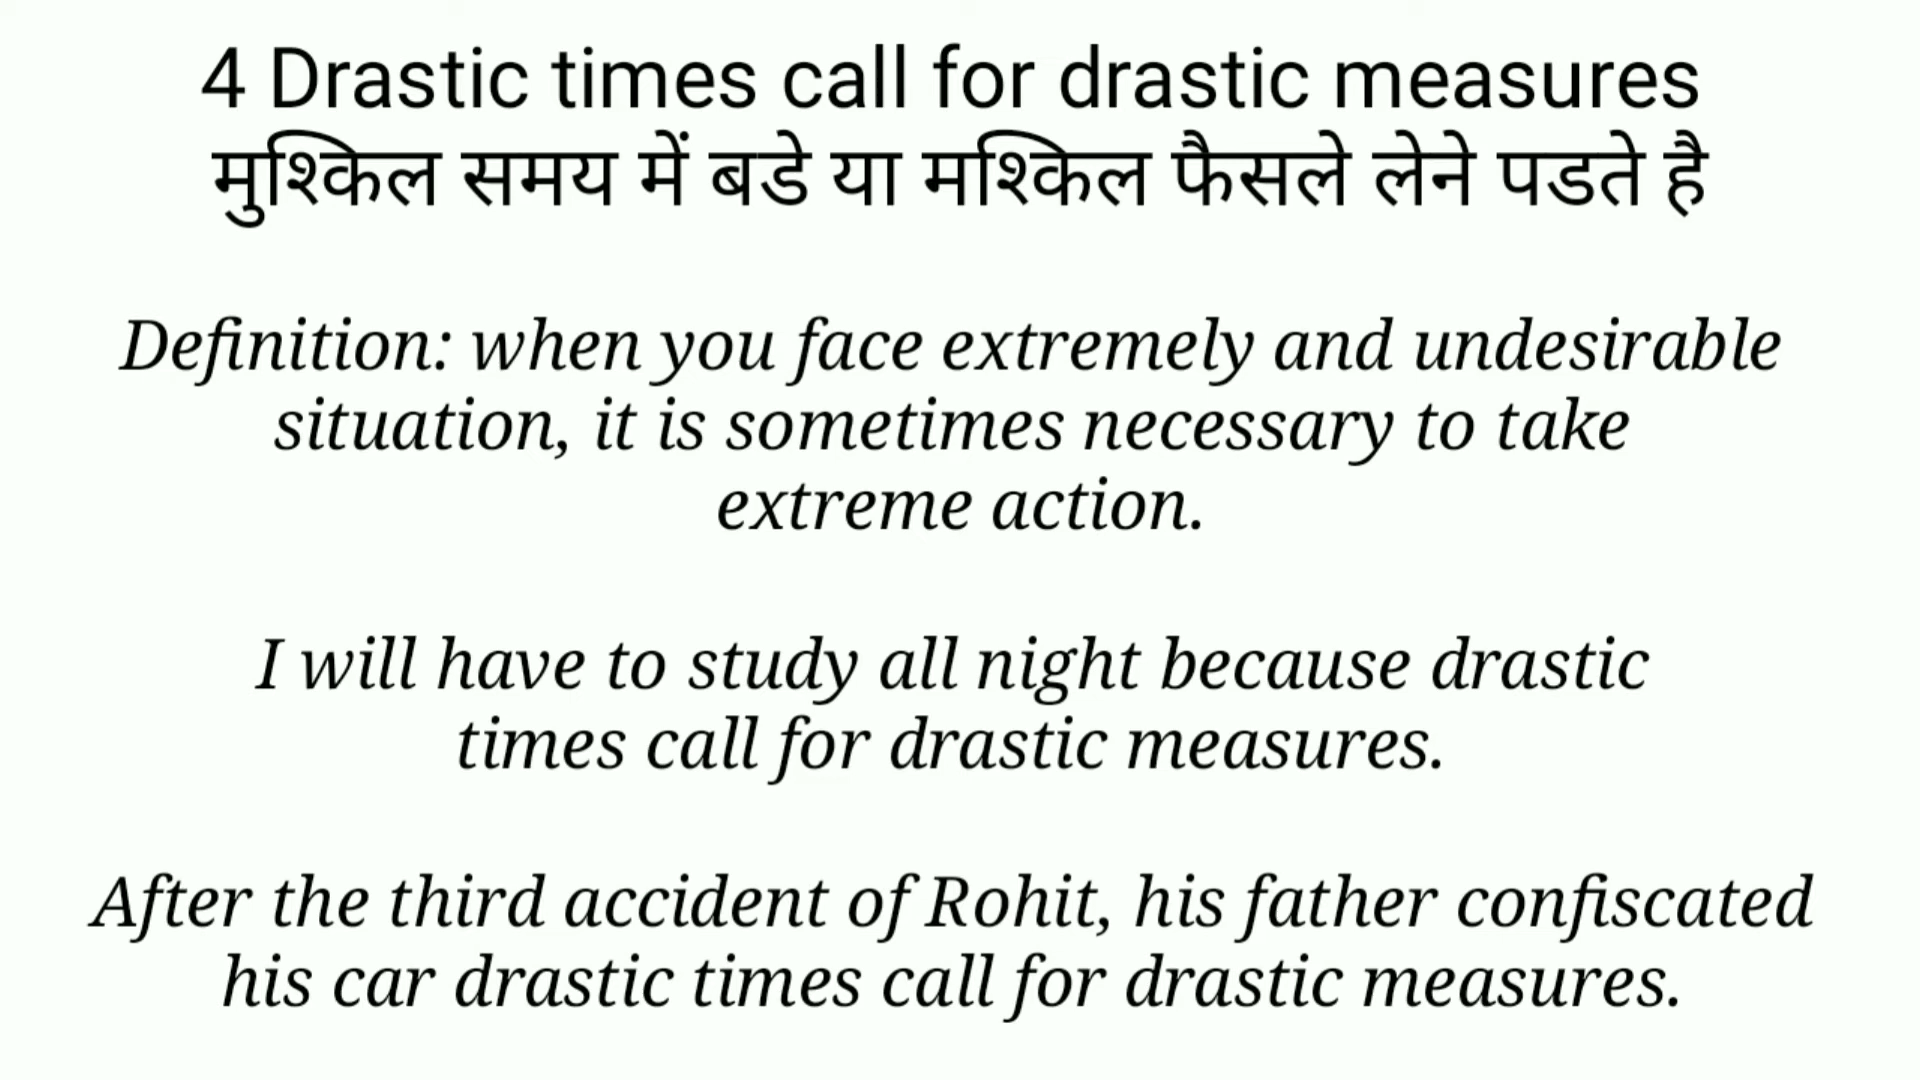 4 Drastic times call for drastic measures
मुश्किल समय में बडे या मश्किल फैसले लेने पडते है
Definition: when you face extremely and undesirable
situation, it is sometimes necessary to take
extreme action.
I will have to study all night because drastic
times call for drastic measures.
After the third accident of Rohit, his father confiscated
his car drastic times call for drastic measures.